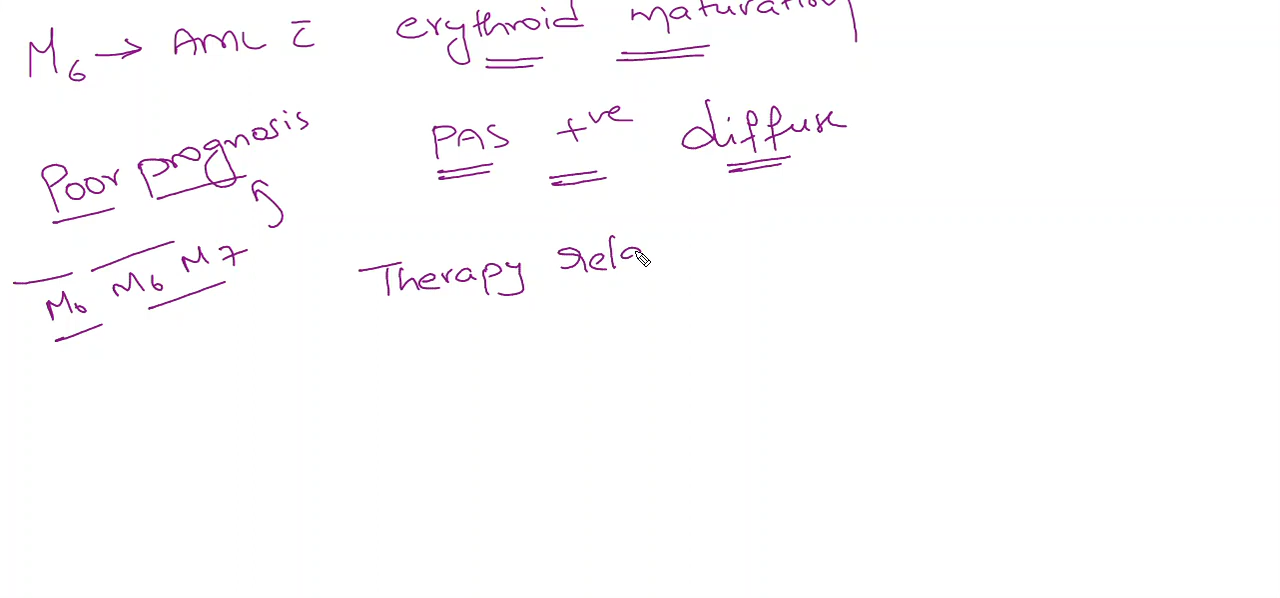 M6 → AML c̄ erythroid maturation
Poor prognosis
PAS +ve diffuse
M0 M6 M7
Therapy rela